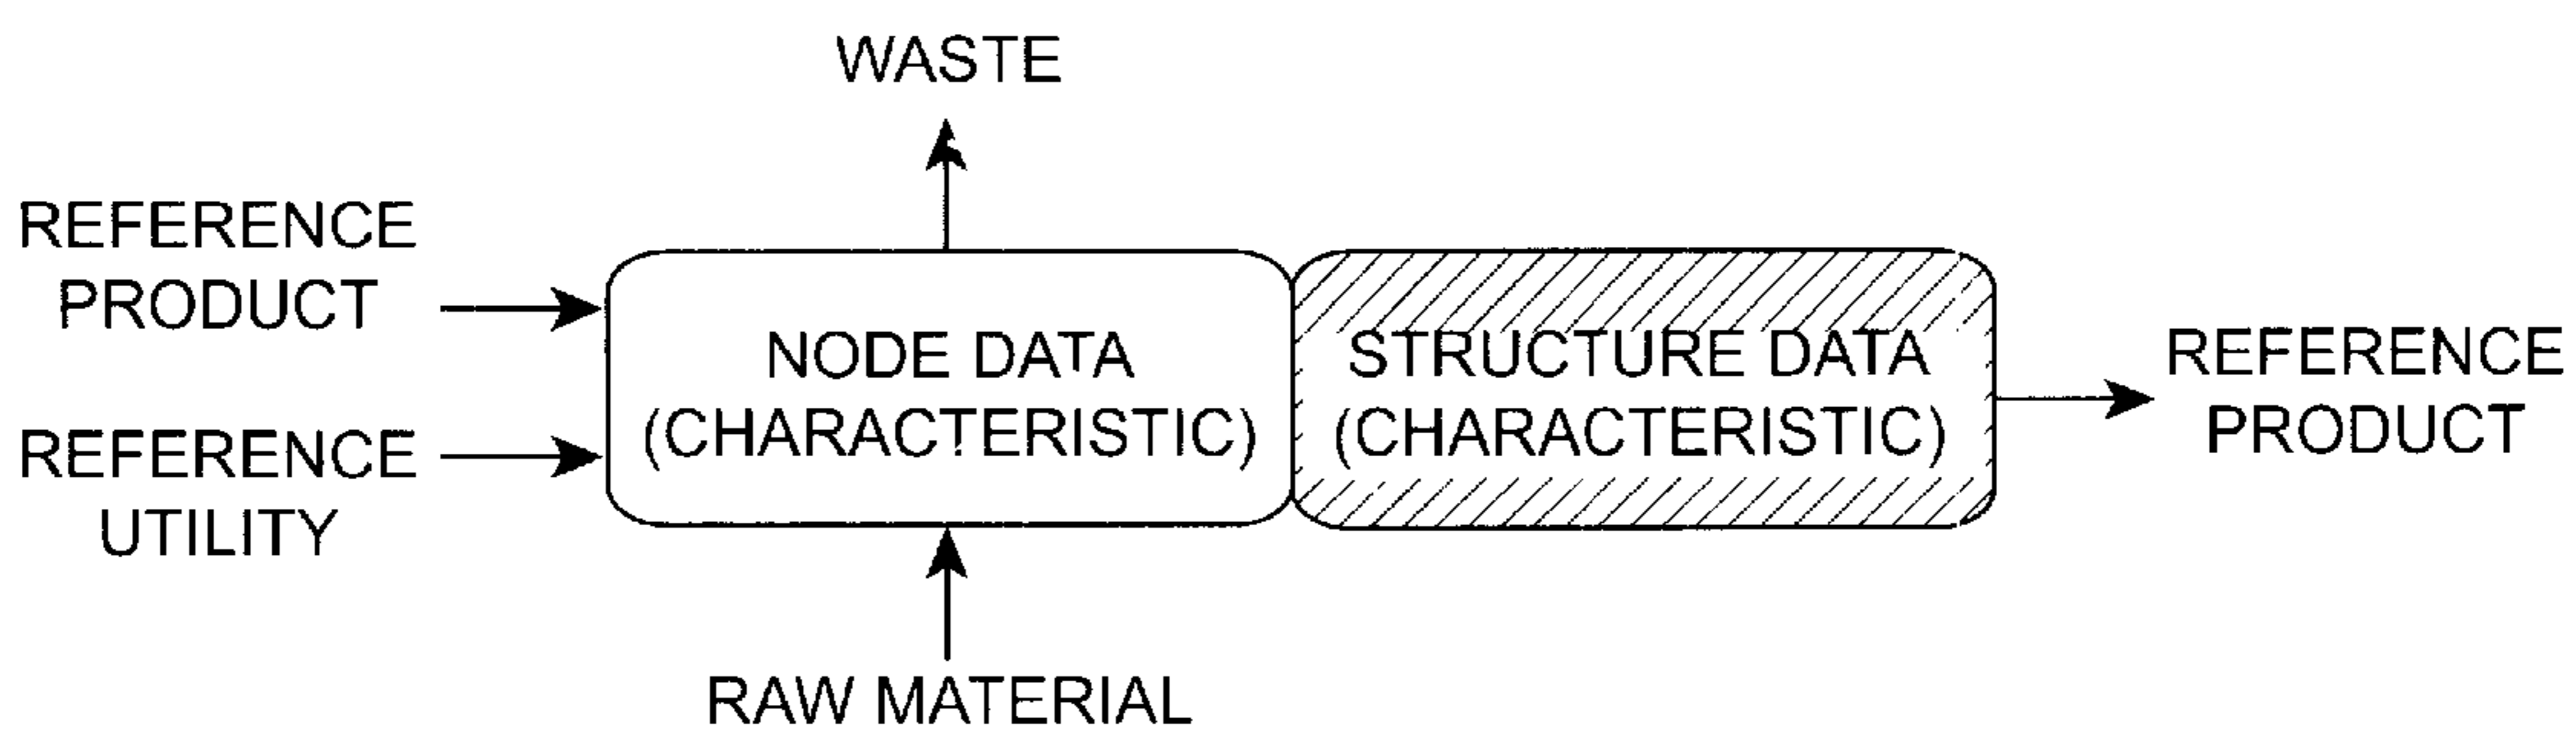 WASTE
REFERENCE
PRODUCT
REFERENCE
UTILITY
NODE DATA
(CHARACTERISTIC)
STRUCTURE DATA
(CHARACTERISTIC)
REFERENCE
PRODUCT
RAW MATERIAL